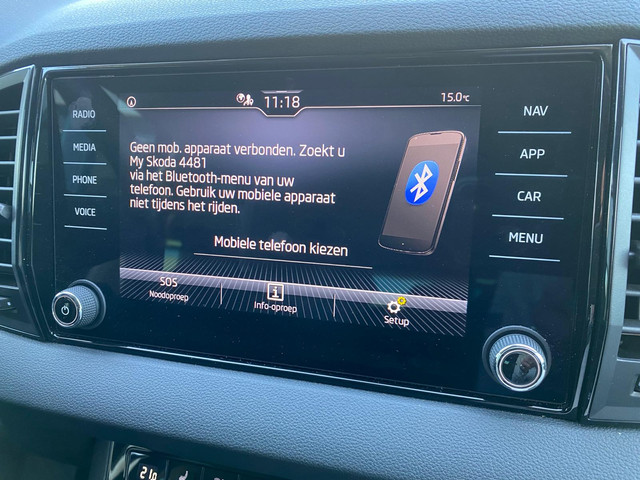 11:18
15.0°C
RADIO
MEDIA
PHONE
VOICE
Geen mob. apparaat verbonden. Zoekt u
My Skoda 4481
via het Bluetooth-menu van uw
telefoon. Gebruik uw mobiele apparaat
niet tijdens het rijden.
Mobiele telefoon kiezen
SOS
Noodoproep
Info-oproep
Setup
NAV
APP
CAR
MENU